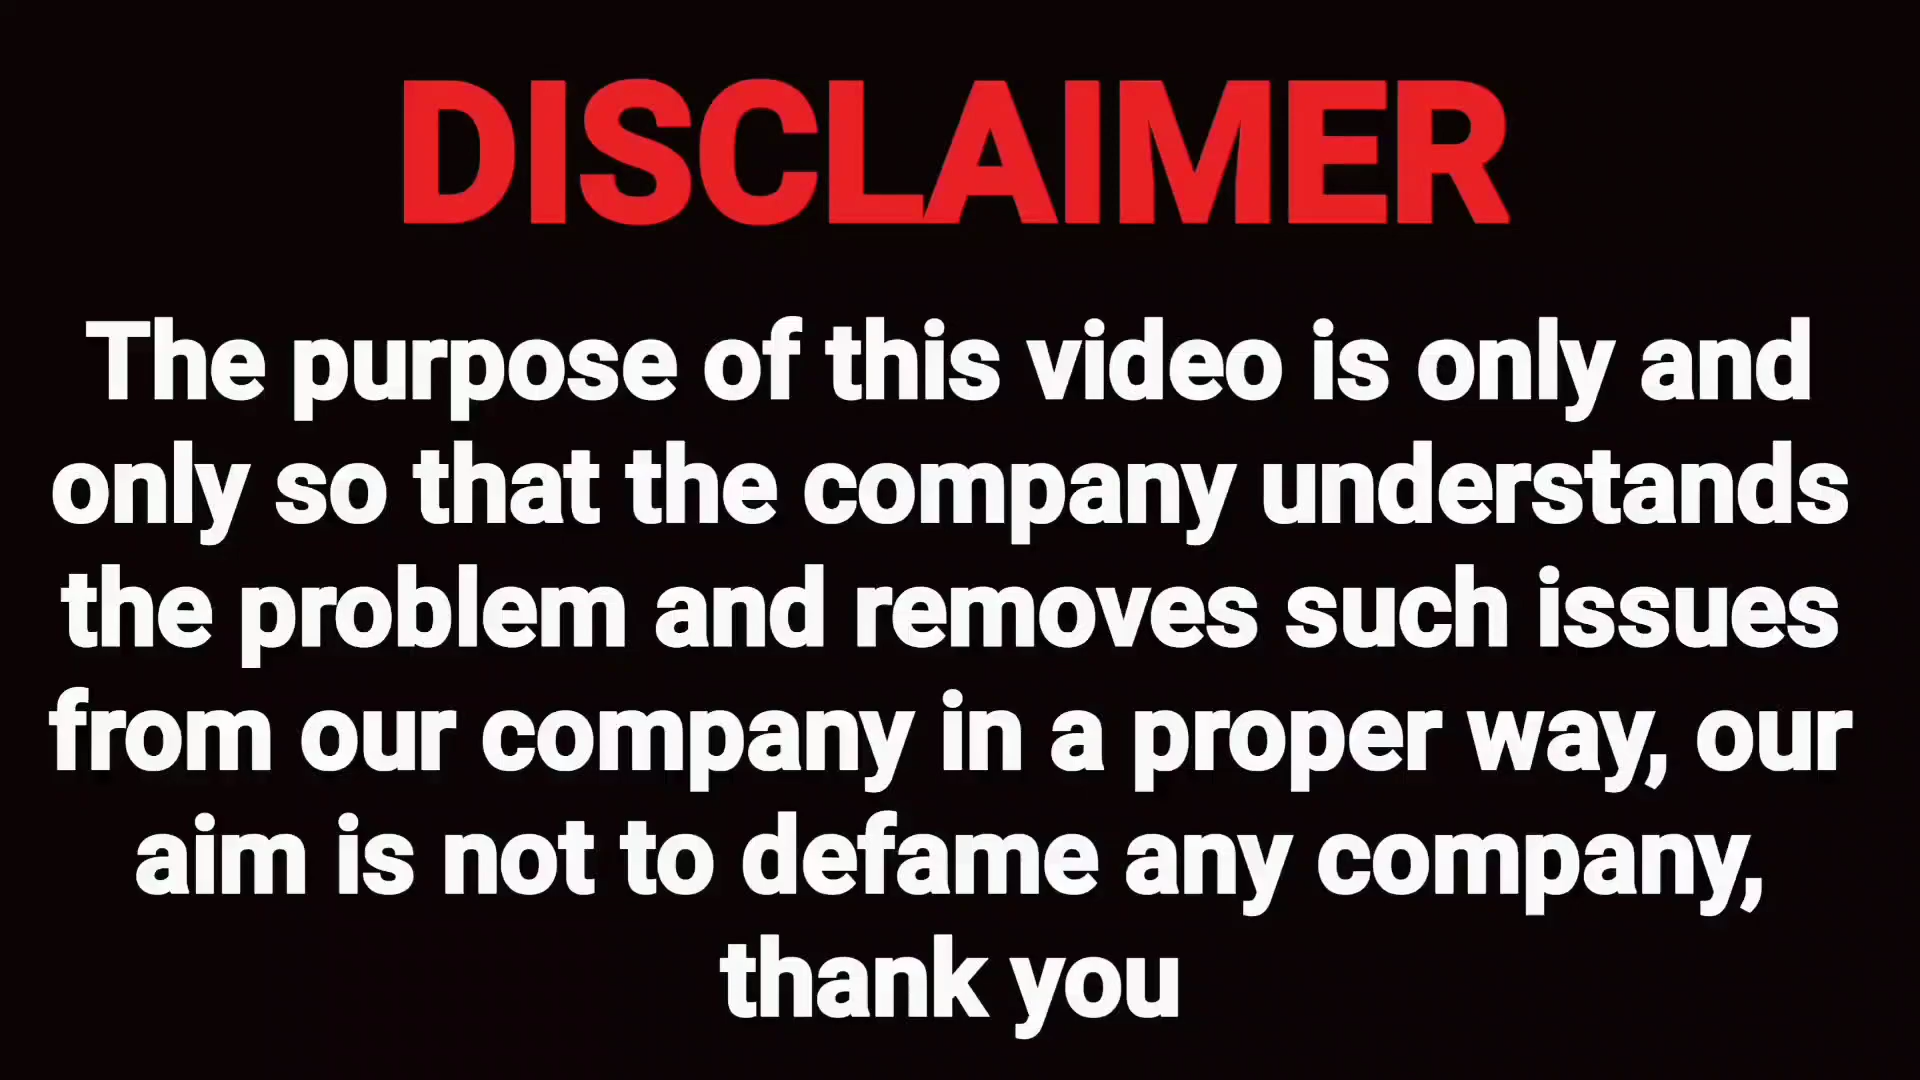 DISCLAIMER
The purpose of this video is only and
only so that the company understands
the problem and removes such issues
from our company in a proper way, our
aim is not to defame any company,
thank you